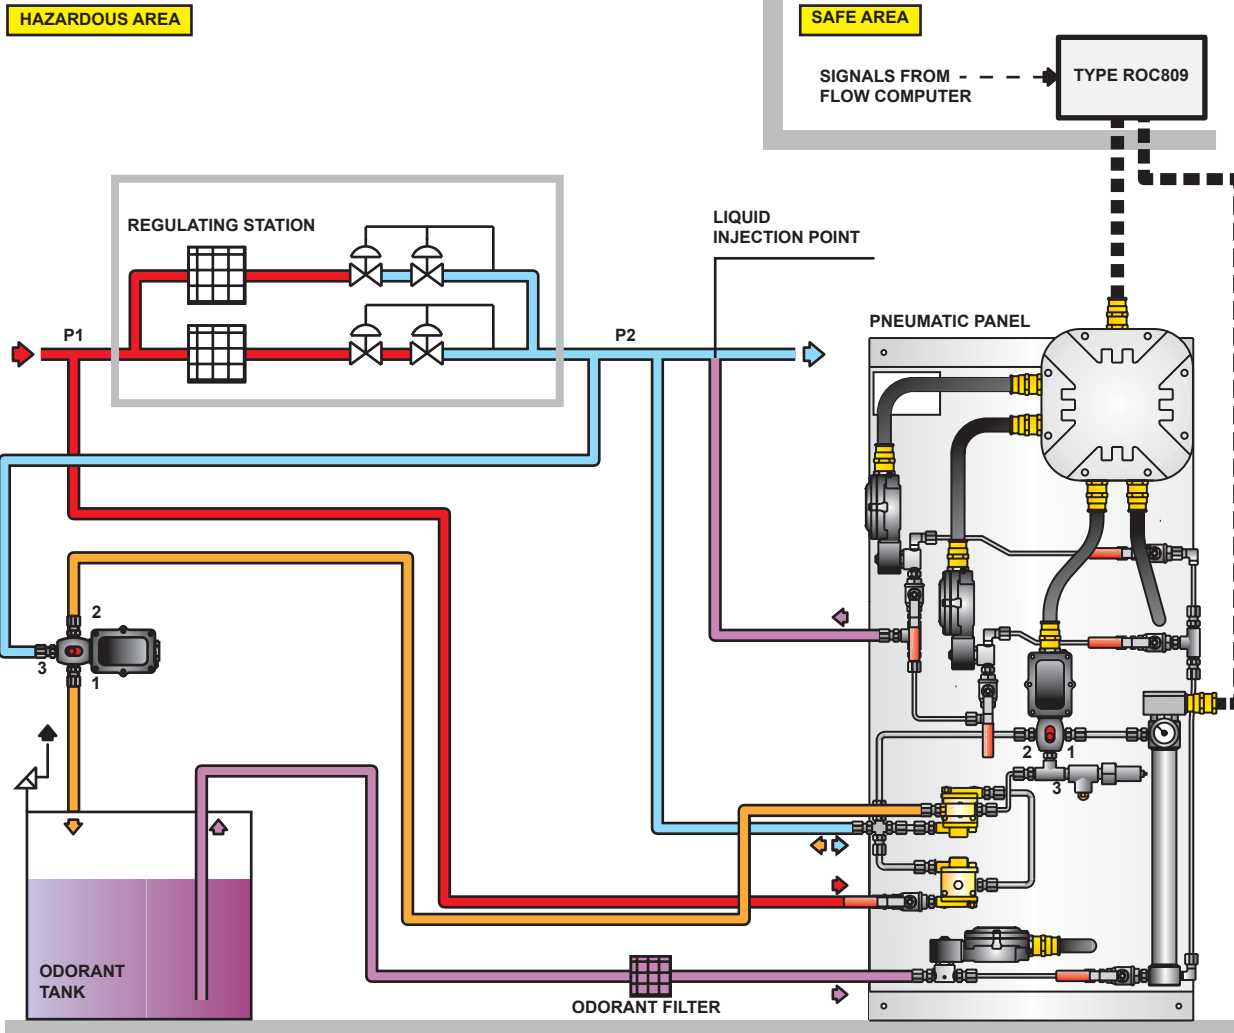 HAZARDOUS AREA
SAFE AREA
SIGNALS FROM
FLOW COMPUTER
TYPE ROC809
REGULATING STATION
LIQUID
INJECTION POINT
P1
P2
PNEUMATIC PANEL
2
3
1
2
1
3
ODORANT
TANK
ODORANT FILTER